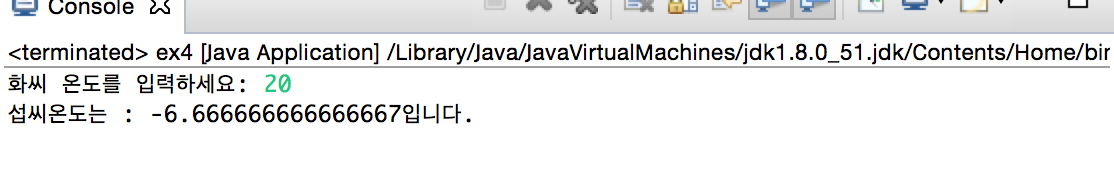 Console
<terminated> ex4 [Java Application] /Library/Java/JavaVirtualMachines/jdk1.8.0_51.jdk/Contents/Home/bin
화씨 온도를 입력하세요: 20
섭씨온도는 : -6.666666666666667입니다.